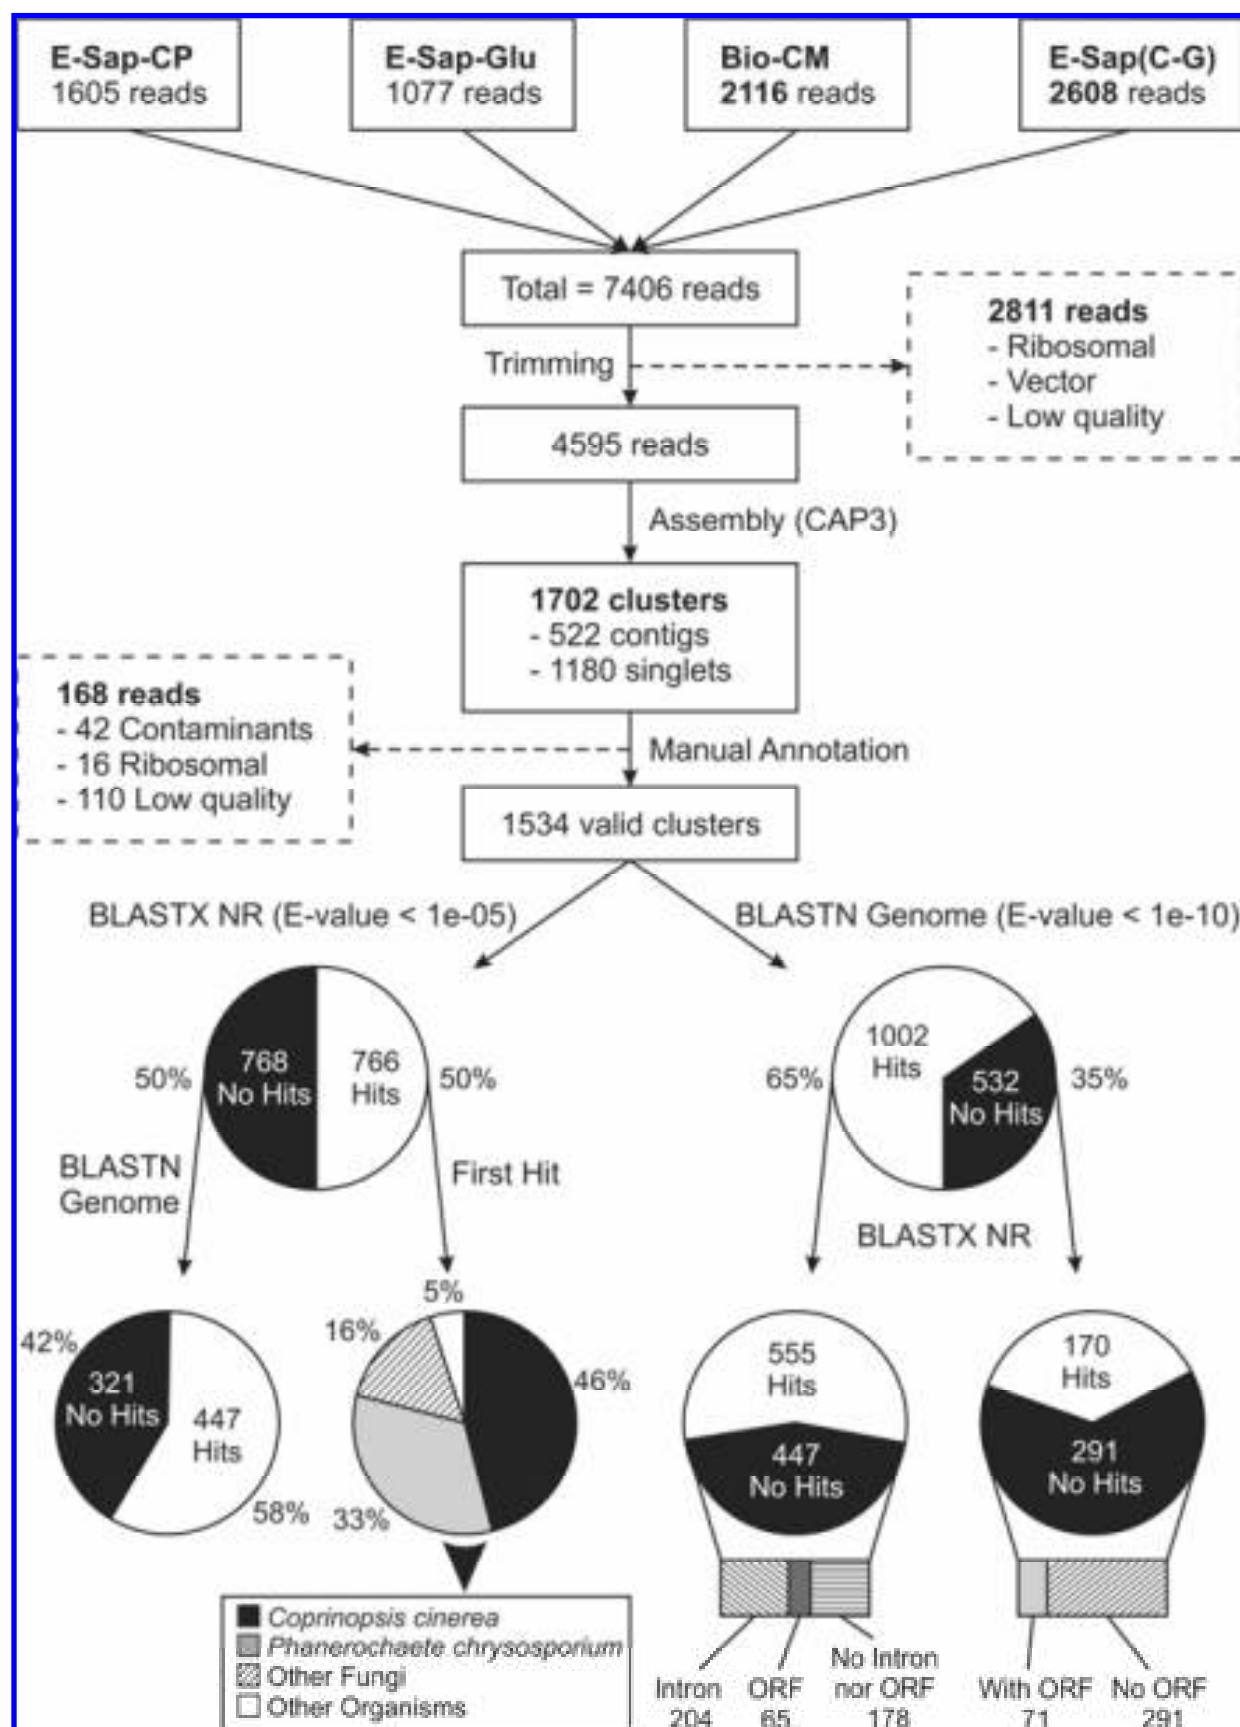 E-Sap-CP
1605 reads
E-Sap-Glu
1077 reads
Bio-CM
2116 reads
E-Sap(C-G)
2608 reads
Total = 7406 reads
Trimming
2811 reads
- Ribosomal
- Vector
- Low quality
4595 reads
Assembly (CAP3)
1702 clusters
- 522 contigs
- 1180 singlets
168 reads
- 42 Contaminants
- 16 Ribosomal
- 110 Low quality
Manual Annotation
1534 valid clusters
BLASTX NR (E-value < 1e-05)
BLASTN Genome (E-value < 1e-10)
50%
768
No Hits
766
Hits
50%
65%
1002
Hits
532
No Hits
35%
BLASTN
Genome
First Hit
BLASTX NR
42%
321
No Hits
447
Hits
58%
5%
16%
46%
33%
555
Hits
447
No Hits
170
Hits
291
No Hits
Coprinopsis cinerea
Phanerochaete chrysosporium
Other Fungi
Other Organisms
Intron
204
ORF
65
No Intron
nor ORF
178
With ORF
71
No ORF
291